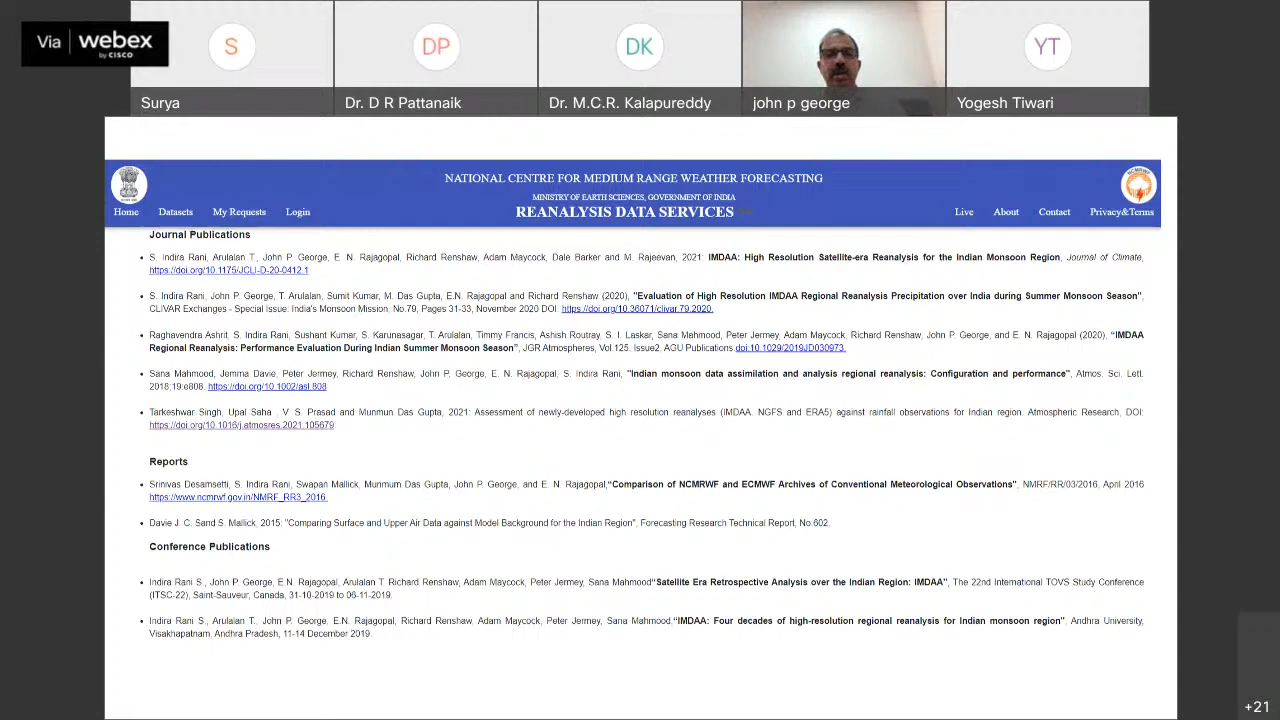 Via webex
by CISCO
S
DP
DK
YT
Surya
Dr. D R Pattanaik
Dr. M.C.R. Kalapureddy
john p george
Yogesh Tiwari
NATIONAL CENTRE FOR MEDIUM RANGE WEATHER FORECASTING
MINISTRY OF EARTH SCIENCES, GOVERNMENT OF INDIA
REANALYSIS DATA SERVICES
NCMRWF
Home Datasets My Requests Login Live About Contact Privacy&Terms
Journal Publications
• S. Indira Rani, Arulalan T., John P. George, E. N. Rajagopal, Richard Renshaw, Adam Maycock, Dale Barker and M. Rajeevan, 2021: IMDAA: High Resolution Satellite-era Reanalysis for the Indian Monsoon Region, Journal of Climate,
https://doi.org/10.1175/JCLI-D-20-0412.1
• S. Indira Rani, John P. George, T. Arulalan, Sumit Kumar, M. Das Gupta, E.N. Rajagopal and Richard Renshaw (2020), "Evaluation of High Resolution IMDAA Regional Reanalysis Precipitation over India during Summer Monsoon Season",
CLIVAR Exchanges - Special Issue: India's Monsoon Mission, No.79, Pages 31-33, November 2020 DOI. https://doi.org/10.36071/clivar.79.2020.
• Raghavendra Ashrit, S. Indira Rani, Sushant Kumar, S. Karunasagar, T. Arulalan, Timmy Francis, Ashish Routray, S. I. Laskar, Sana Mahmood, Peter Jermey, Adam Maycock, Richard Renshaw, John P. George, and E. N. Rajagopal (2020), “IMDAA
Regional Reanalysis: Performance Evaluation During Indian Summer Monsoon Season”, JGR Atmospheres, Vol.125. Issue2, AGU Publications.doi:10.1029/2019JD030973.
• Sana Mahmood, Jemima Davie, Peter Jermey, Richard Renshaw, John P. George, E. N. Rajagopal, S. Indira Rani, "Indian monsoon data assimilation and analysis regional reanalysis: Configuration and performance", Atmos. Sci. Lett.
2018;19:e808. https://doi.org/10.1002/asl.808
• Tarkeshwar Singh, Upal Saha , V. S. Prasad and Munmun Das Gupta, 2021: Assessment of newly-developed high resolution reanalyses (IMDAA, NGFS and ERA5) against rainfall observations for Indian region. Atmospheric Research, DOI:
https://doi.org/10.1016/j.atmosres.2021.105679
Reports
• Srinivas Desamsetti, S. Indira Rani, Swapan Mallick, Munmum Das Gupta, John P. George, and E. N. Rajagopal,“Comparison of NCMRWF and ECMWF Archives of Conventional Meteorological Observations", NMRF/RR/03/2016, April 2016
https://www.ncmrwf.gov.in/NMRF_RR3_2016.
• Davie J. C. Sand S. Mallick, 2015: "Comparing Surface and Upper Air Data against Model Background for the Indian Region", Forecasting Research Technical Report, No:602.
Conference Publications
• Indira Rani S., John P. George, E.N. Rajagopal, Arulalan T. Richard Renshaw, Adam Maycock, Peter Jermey, Sana Mahmood“Satellite Era Retrospective Analysis over the Indian Region: IMDAA”, The 22nd International TOVS Study Conference
(ITSC-22), Saint-Sauveur, Canada, 31-10-2019 to 06-11-2019.
• Indira Rani S., Arulalan T., John P. George, E.N. Rajagopal, Richard Renshaw, Adam Maycock, Peter Jermey, Sana Mahmood,“IMDAA: Four decades of high-resolution regional reanalysis for Indian monsoon region", Andhra University,
Visakhapatnam, Andhra Pradesh, 11-14 December 2019.
+21